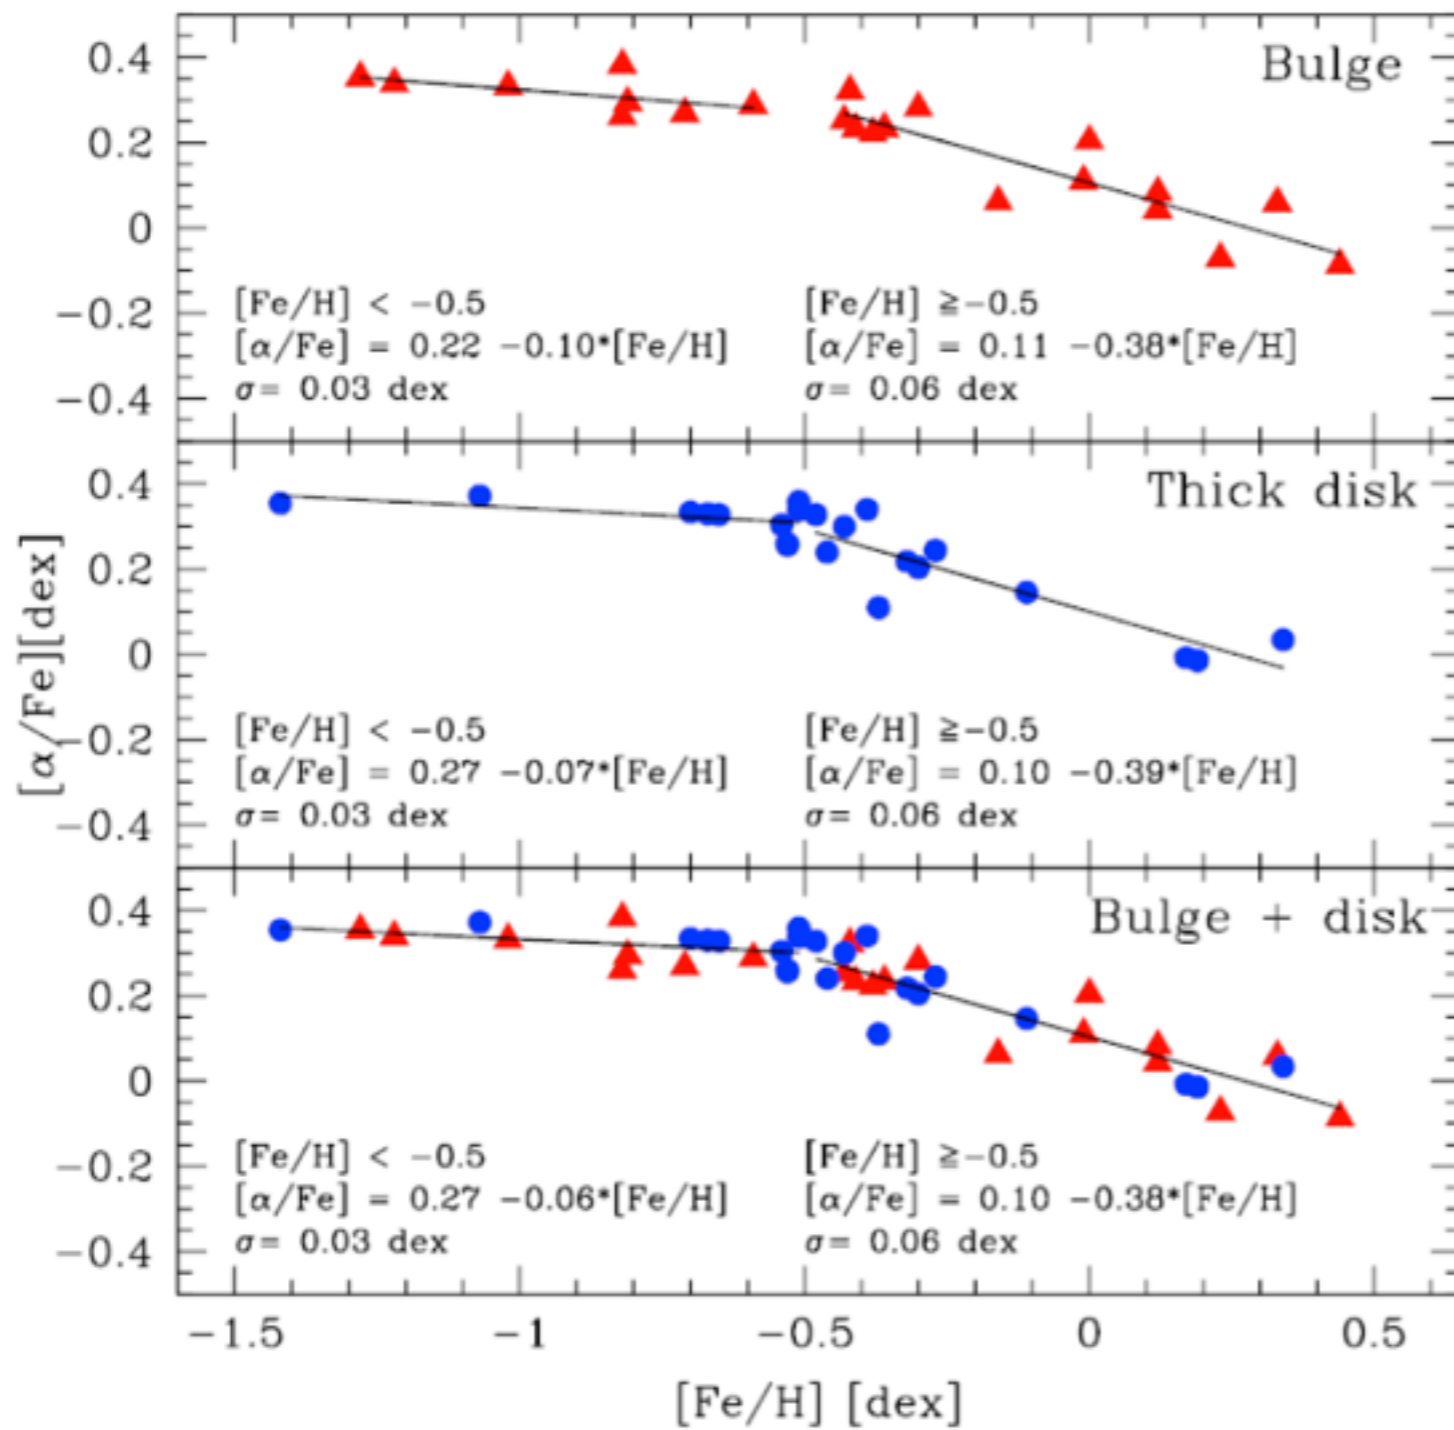 Bulge
0.4
0.2
0
−0.2
−0.4
[Fe/H] < −0.5
[α/Fe] = 0.22 −0.10*[Fe/H]
σ= 0.03 dex
[Fe/H] ≧−0.5
[α/Fe] = 0.11 −0.38*[Fe/H]
σ= 0.06 dex
Thick disk
0.4
0.2
0
−0.2
−0.4
[Fe/H] < −0.5
[α/Fe] = 0.27 −0.07*[Fe/H]
σ= 0.03 dex
[Fe/H] ≧−0.5
[α/Fe] = 0.10 −0.39*[Fe/H]
σ= 0.06 dex
[α/Fe][dex]
Bulge + disk
0.4
0.2
0
−0.2
−0.4
[Fe/H] < −0.5
[α/Fe] = 0.27 −0.06*[Fe/H]
σ= 0.03 dex
[Fe/H] ≧−0.5
[α/Fe] = 0.10 −0.38*[Fe/H]
σ= 0.06 dex
−1.5 −1 −0.5 0 0.5
[Fe/H] [dex]